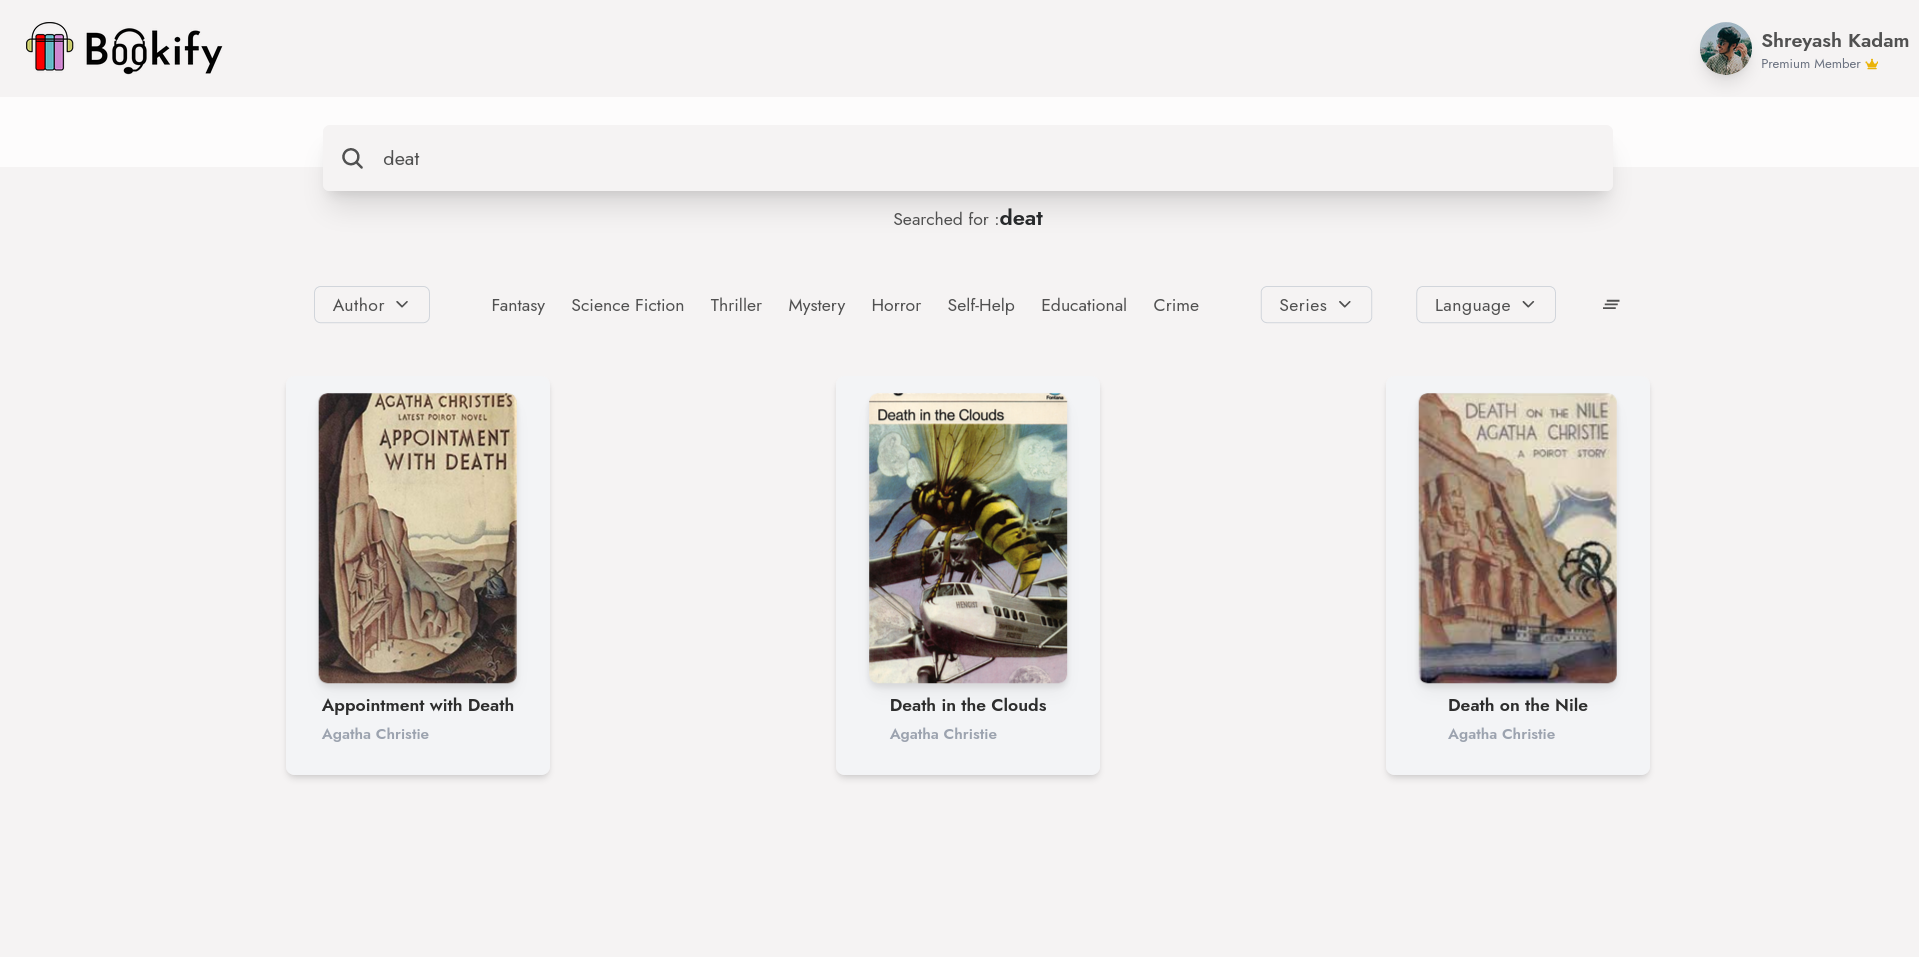 Bookify
Shreyash Kadam
Premium Member
deat
Searched for :deat
Author
Fantasy Science Fiction Thriller Mystery Horror Self-Help Educational Crime
Series
Language
AGATHA CHRISTIE'S
LATEST POIROT NOVEL
APPOINTMENT
WITH DEATH
Appointment with Death
Agatha Christie
Fontana
Death in the Clouds
HENGIST
Death in the Clouds
Agatha Christie
DEATH ON THE NILE
AGATHA CHRISTIE
A POIROT STORY
Death on the Nile
Agatha Christie